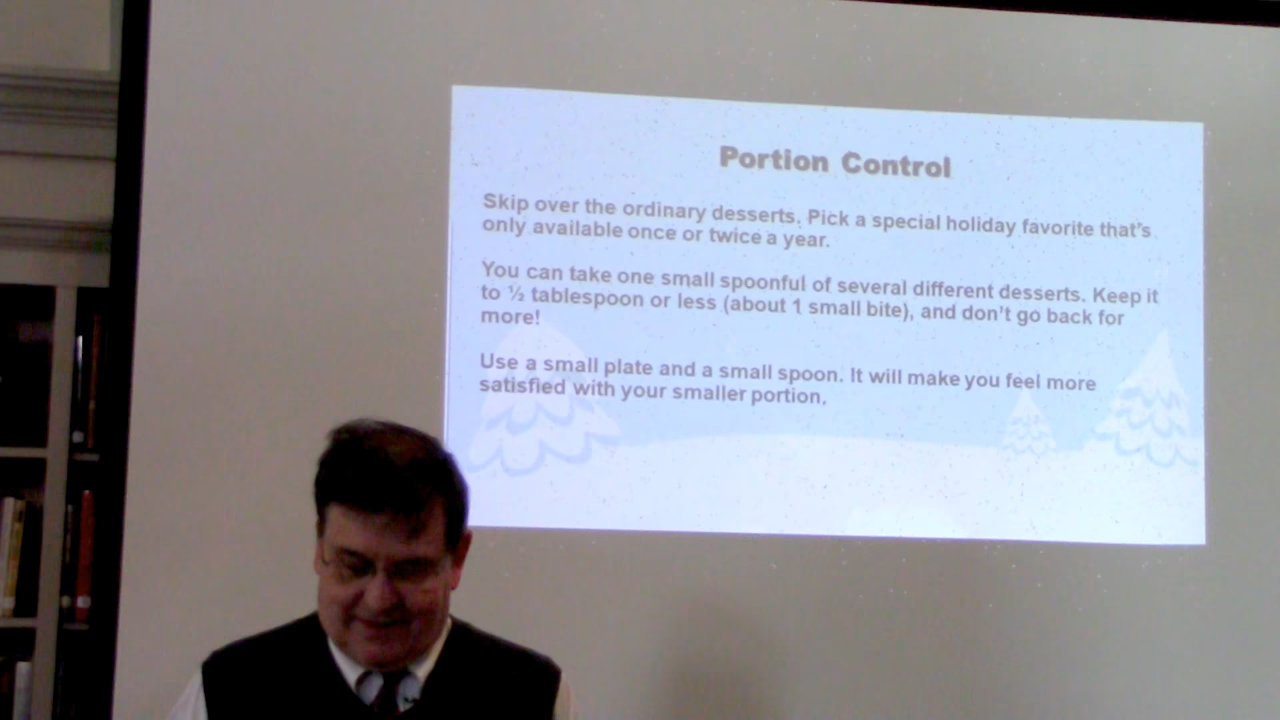 Portion Control
Skip over the ordinary desserts. Pick a special holiday favorite that's
only available once or twice a year.
You can take one small spoonful of several different desserts. Keep it
to ½ tablespoon or less (about 1 small bite), and don't go back for
more!
Use a small plate and a small spoon. It will make you feel more
satisfied with your smaller portion.